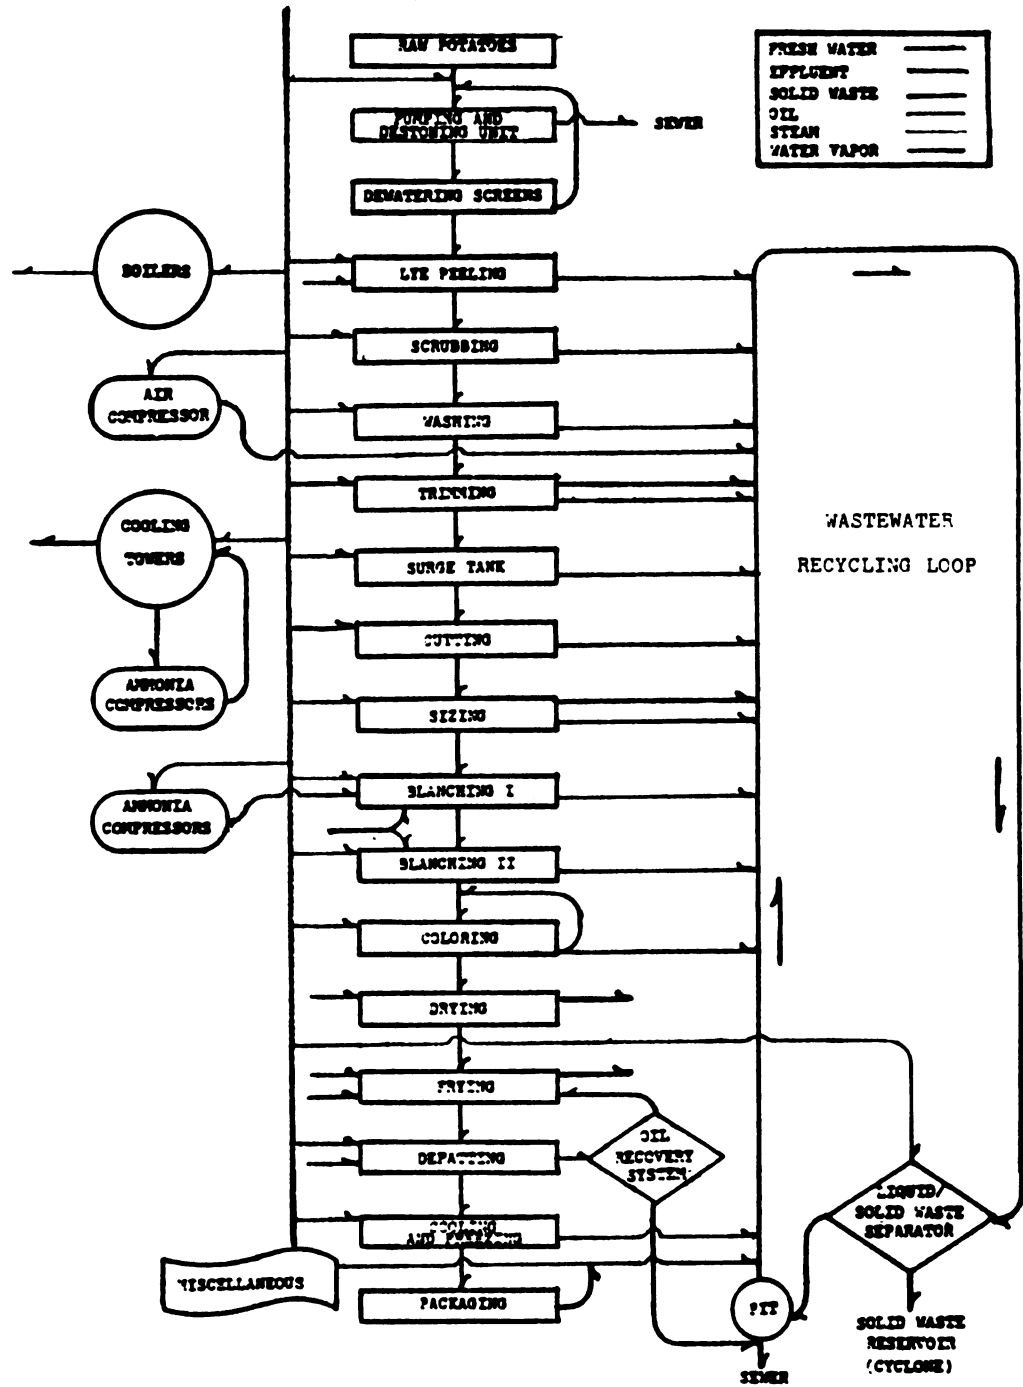 RAW POTATOES
FRESH WATER
EFFLUENT
SOLID WASTE
OIL
STEAM
WATER VAPOR
PUMPING AND
DESTONING UNIT
SEWER
DEWATERING SCREENS
BOILERS
LYE PEELING
SCRUBBING
AIR
COMPRESSOR
WASHING
TRIMMING
COOLING
TOWERS
WASTEWATER
RECYCLING LOOP
SURGE TANK
CUTTING
AMMONIA
COMPRESSORS
SIZING
BLANCHING I
AMMONIA
COMPRESSORS
BLANCHING II
COLORING
DRYING
FRYING
OIL
RECOVERY
SYSTEM
DEFATTING
LIQUID/
SOLID WASTE
SEPARATOR
COOLING
AND FREEZING
MISCELLANEOUS
PACKAGING
PIT
SOLID WASTE
RESERVOIR
(CYCLONE)
SEWER